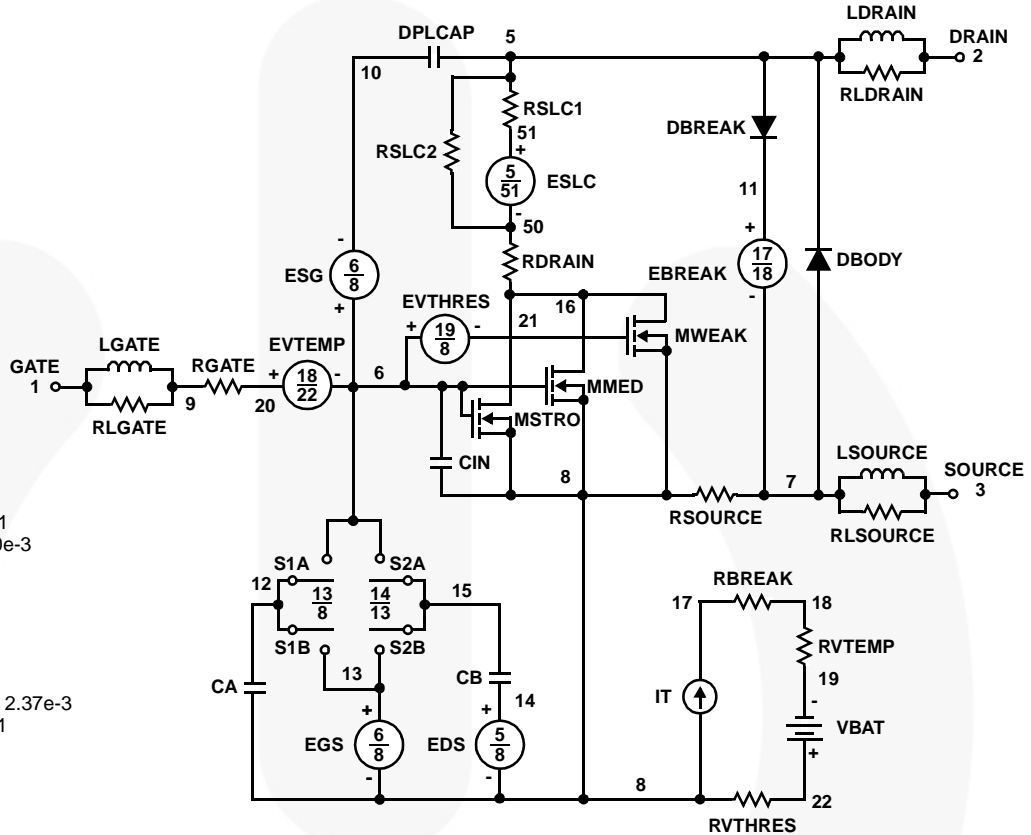 LDRAIN
DPLCAP
5
DRAIN
2
10
RLDRAIN
RSLC1
51
DBREAK
RSLC2
+
5
51
ESLC
11
-
50
-
+
RDRAIN
17
18
DBODY
ESG
6
8
EBREAK
+
EVTHRES
16
-
21
+
19
8
-
MWEAK
LGATE
EVTEMP
GATE
1
RGATE
+
18
22
-
6
MMED
9
20
MSTRO
RLGATE
LSOURCE
CIN
8
7
SOURCE
3
RSOURCE
RLSOURCE
1
0e-3
S1A
S2A
12
13
8
14
13
15
RBREAK
17
18
S1B
S2B
RVTEMP
13
CB
19
CA
14
IT
-
2.37e-3
+
+
VBAT
1
EGS
6
8
EDS
5
8
+
-
-
8
22
RVTHRES